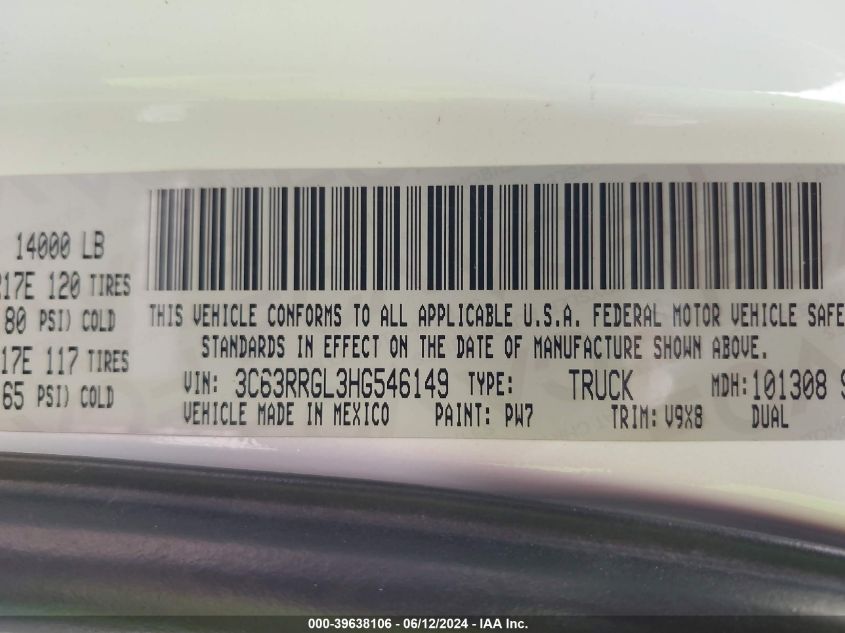 14000 LB
R17E 120 TIRES
80 PSI) COLD
17E 117 TIRES
65 PSI) COLD
THIS VEHICLE CONFORMS TO ALL APPLICABLE U.S.A. FEDERAL MOTOR VEHICLE SAFE
STANDARDS IN EFFECT ON THE DATE OF MANUFACTURE SHOWN ABOVE.
VIN: 3C63RRGL3HG546149 TYPE: TRUCK MDH: 101308 S
VEHICLE MADE IN MEXICO PAINT: PW7 TRIM: V9X8 DUAL
000-39638106 - 06/12/2024 - IAA Inc.